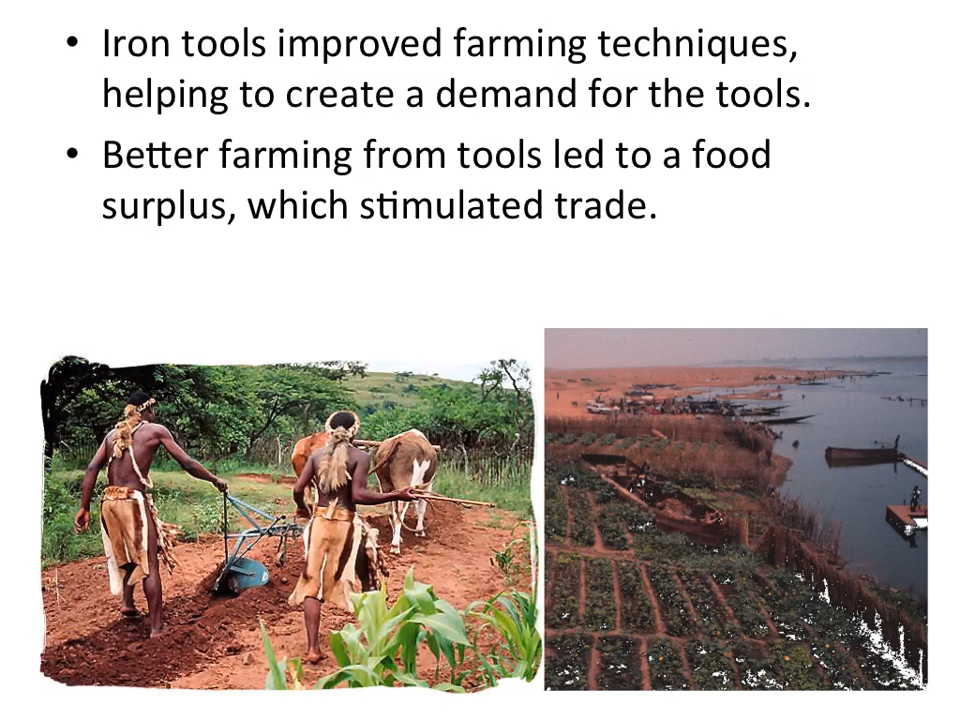 • Iron tools improved farming techniques,
helping to create a demand for the tools.
• Better farming from tools led to a food
surplus, which stimulated trade.